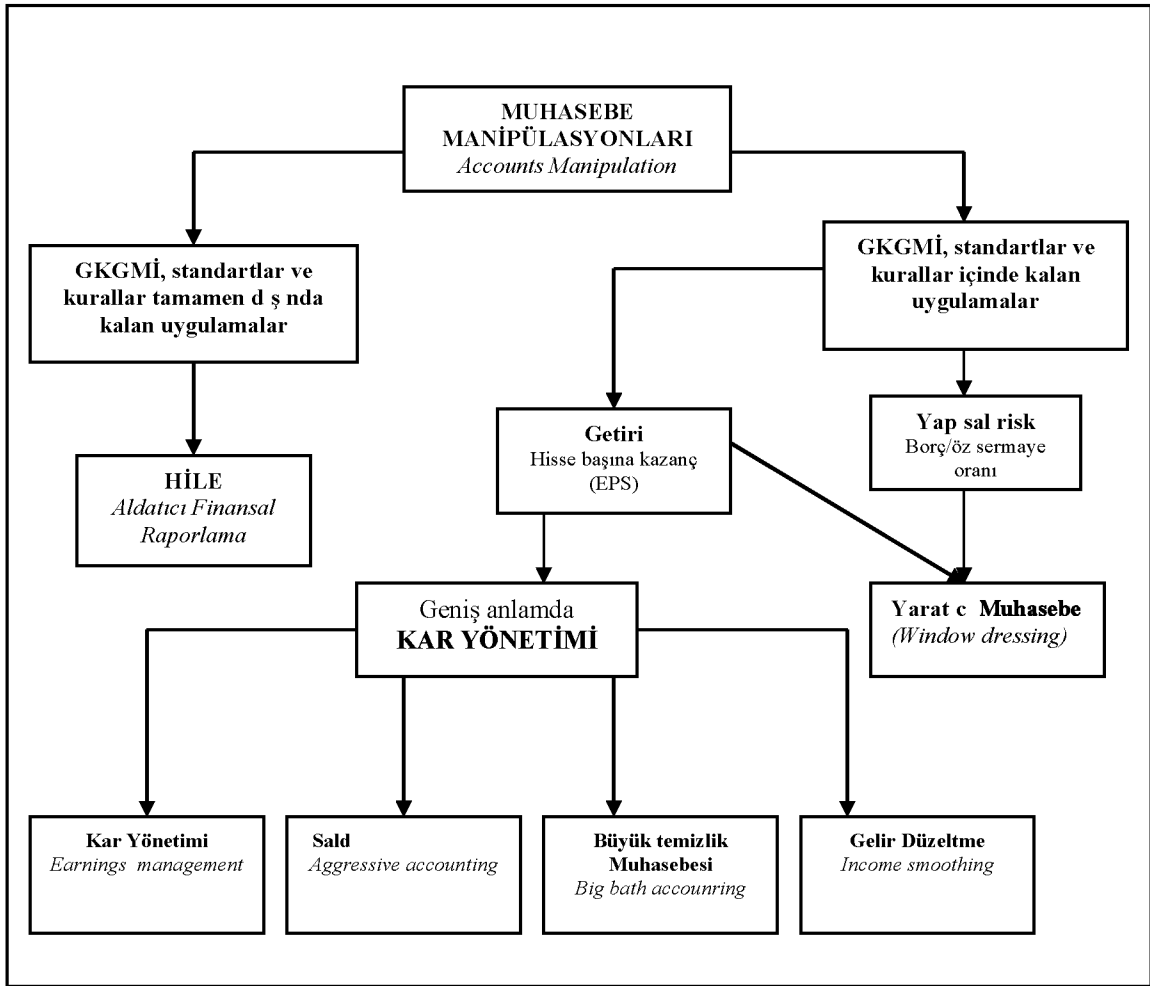 MUHASEBE
MANİPÜLASYONLARI
Accounts Manipulation
GKGMİ, standartlar ve
kurallar tamamen d ş nda
kalan uygulamalar
GKGMİ, standartlar ve
kurallar içinde kalan
uygulamalar
HİLE
Aldatıcı Finansal
Raporlama
Getiri
Hisse başına kazanç
(EPS)
Yap sal risk
Borç/öz sermaye
oranı
Geniş anlamda
KAR YÖNETİMİ
Yarat c Muhasebe
(Window dressing)
Kar Yönetimi
Earnings management
Sald
Aggressive accounting
Büyük temizlik
Muhasebesi
Big bath accounring
Gelir Düzeltme
Income smoothing